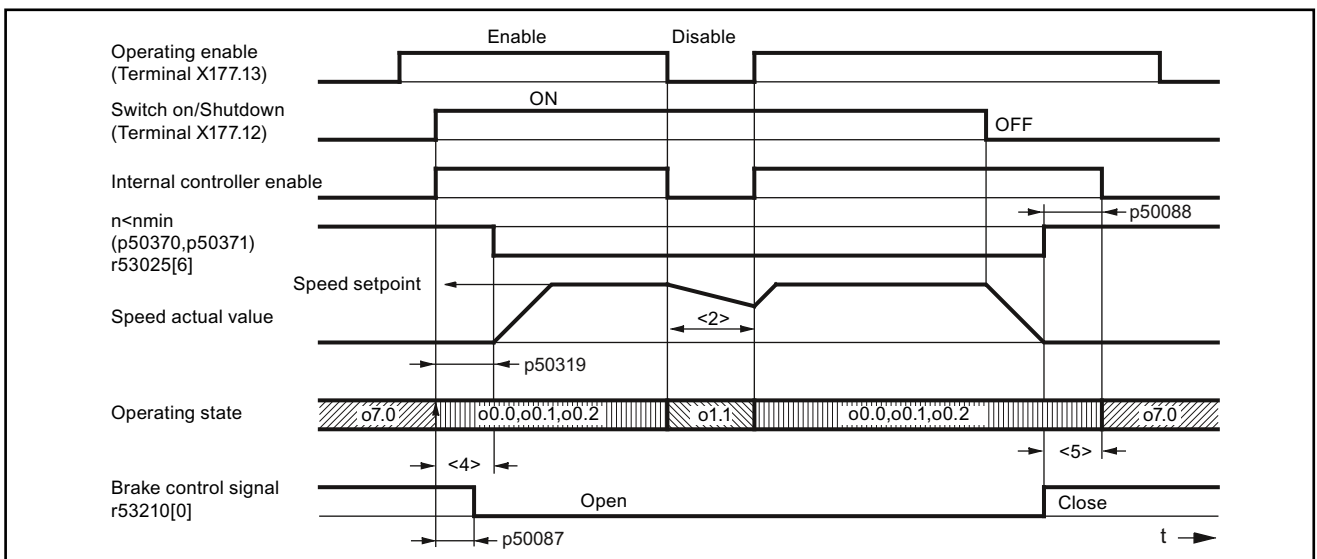 Operating enable
(Terminal X177.13)
Enable
Disable
Switch on/Shutdown
(Terminal X177.12)
ON
OFF
Internal controller enable
n<nmin
(p50370,p50371)
r53025[6]
p50088
Speed setpoint
Speed actual value
<2>
p50319
Operating state
o7.0
o0.0,o0.1,o0.2
o1.1
o0.0,o0.1,o0.2
o7.0
<4>
<5>
Brake control signal
r53210[0]
Open
Close
p50087
t